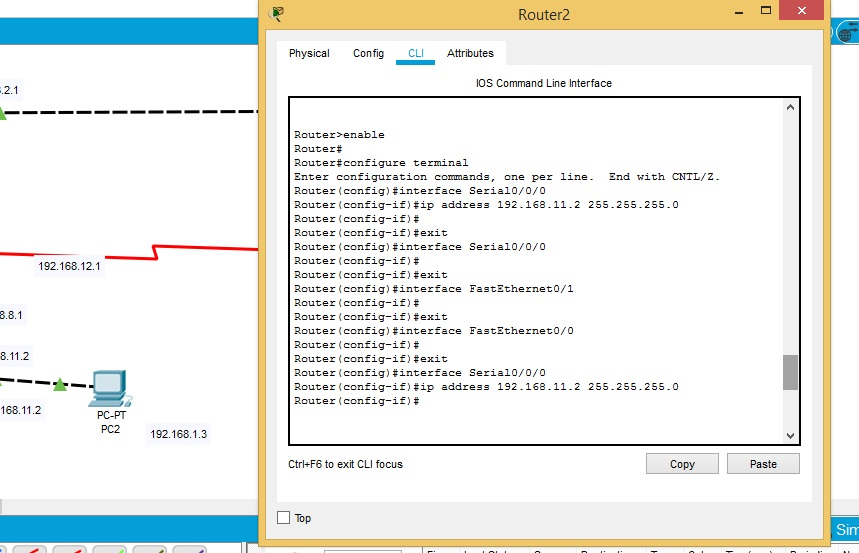 Router2
Physical Config CLI Attributes
IOS Command Line Interface
Router>enable
Router#
Router#configure terminal
Enter configuration commands, one per line. End with CNTL/Z.
Router(config)#interface Serial0/0/0
Router(config-if)#ip address 192.168.11.2 255.255.255.0
Router(config-if)#
Router(config-if)#exit
Router(config)#interface Serial0/0/0
Router(config-if)#
Router(config-if)#exit
Router(config)#interface FastEthernet0/1
Router(config-if)#
Router(config-if)#exit
Router(config)#interface FastEthernet0/0
Router(config-if)#
Router(config-if)#exit
Router(config)#interface Serial0/0/0
Router(config-if)#ip address 192.168.11.2 255.255.255.0
Router(config-if)#
Ctrl+F6 to exit CLI focus
Copy
Paste
Top
.2.1
192.168.12.1
8.8.1
8.11.2
168.11.2
PC-PT
PC2
192.168.1.3
Sim